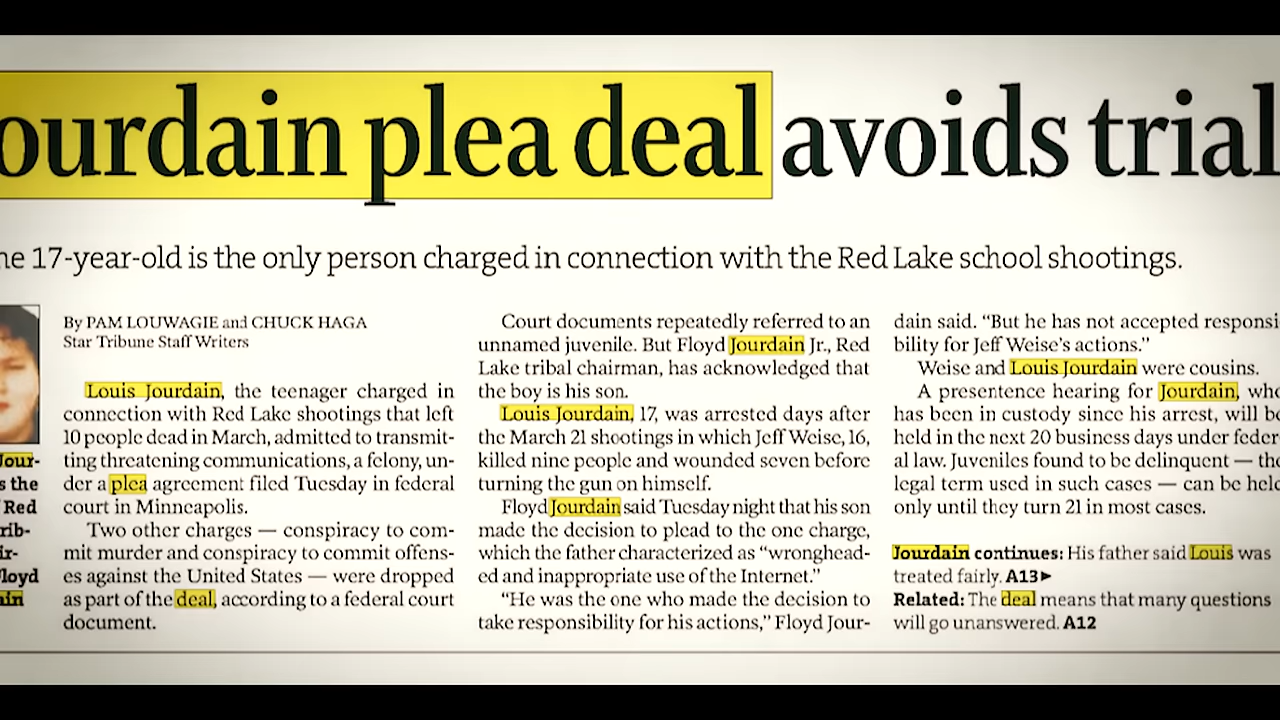 ourdain plea deal avoids trial
he 17-year-old is the only person charged in connection with the Red Lake school shootings.
Jour-
s the
Red
rib-
ir-
Floyd
ain
By PAM LOUWAGIE and CHUCK HAGA
Star Tribune Staff Writers
Louis Jourdain, the teenager charged in
connection with Red Lake shootings that left
10 people dead in March, admitted to transmit-
ting threatening communications, a felony, un-
der a plea agreement filed Tuesday in federal
court in Minneapolis.
Two other charges — conspiracy to com-
mit murder and conspiracy to commit offens-
es against the United States — were dropped
as part of the deal, according to a federal court
document.
Court documents repeatedly referred to an
unnamed juvenile. But Floyd Jourdain Jr., Red
Lake tribal chairman, has acknowledged that
the boy is his son.
Louis Jourdain, 17, was arrested days after
the March 21 shootings in which Jeff Weise, 16,
killed nine people and wounded seven before
turning the gun on himself.
Floyd Jourdain said Tuesday night that his son
made the decision to plead to the one charge,
which the father characterized as “wronghead-
ed and inappropriate use of the Internet.”
“He was the one who made the decision to
take responsibility for his actions,” Floyd Jour-
dain said. “But he has not accepted responsi-
bility for Jeff Weise’s actions.”
Weise and Louis Jourdain were cousins.
A presentence hearing for Jourdain, who
has been in custody since his arrest, will be
held in the next 20 business days under feder-
al law. Juveniles found to be delinquent — the
legal term used in such cases — can be held
only until they turn 21 in most cases.
Jourdain continues: His father said Louis was
treated fairly. A13▶
Related: The deal means that many questions
will go unanswered. A12